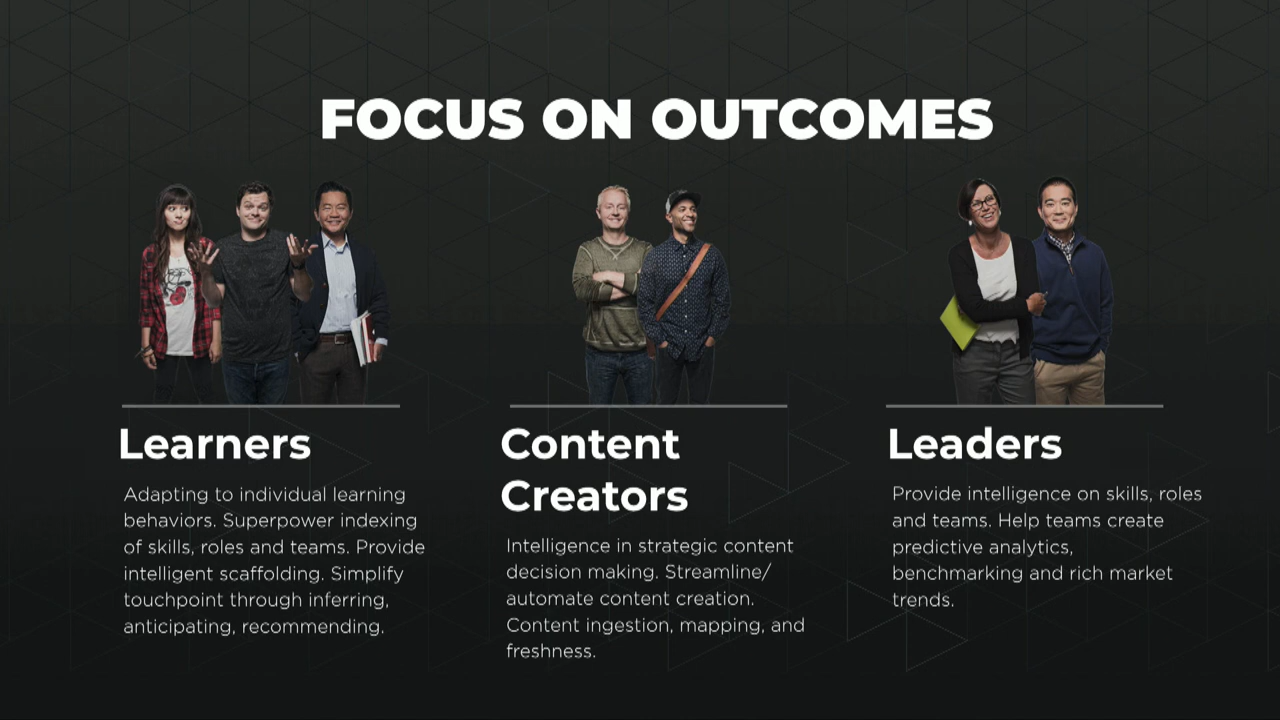 FOCUS ON OUTCOMES
Learners
Adapting to individual learning
behaviors. Superpower indexing
of skills, roles and teams. Provide
intelligent scaffolding. Simplify
touchpoint through inferring,
anticipating, recommending.
Content
Creators
Intelligence in strategic content
decision making. Streamline/
automate content creation.
Content ingestion, mapping, and
freshness.
Leaders
Provide intelligence on skills, roles
and teams. Help teams create
predictive analytics,
benchmarking and rich market
trends.